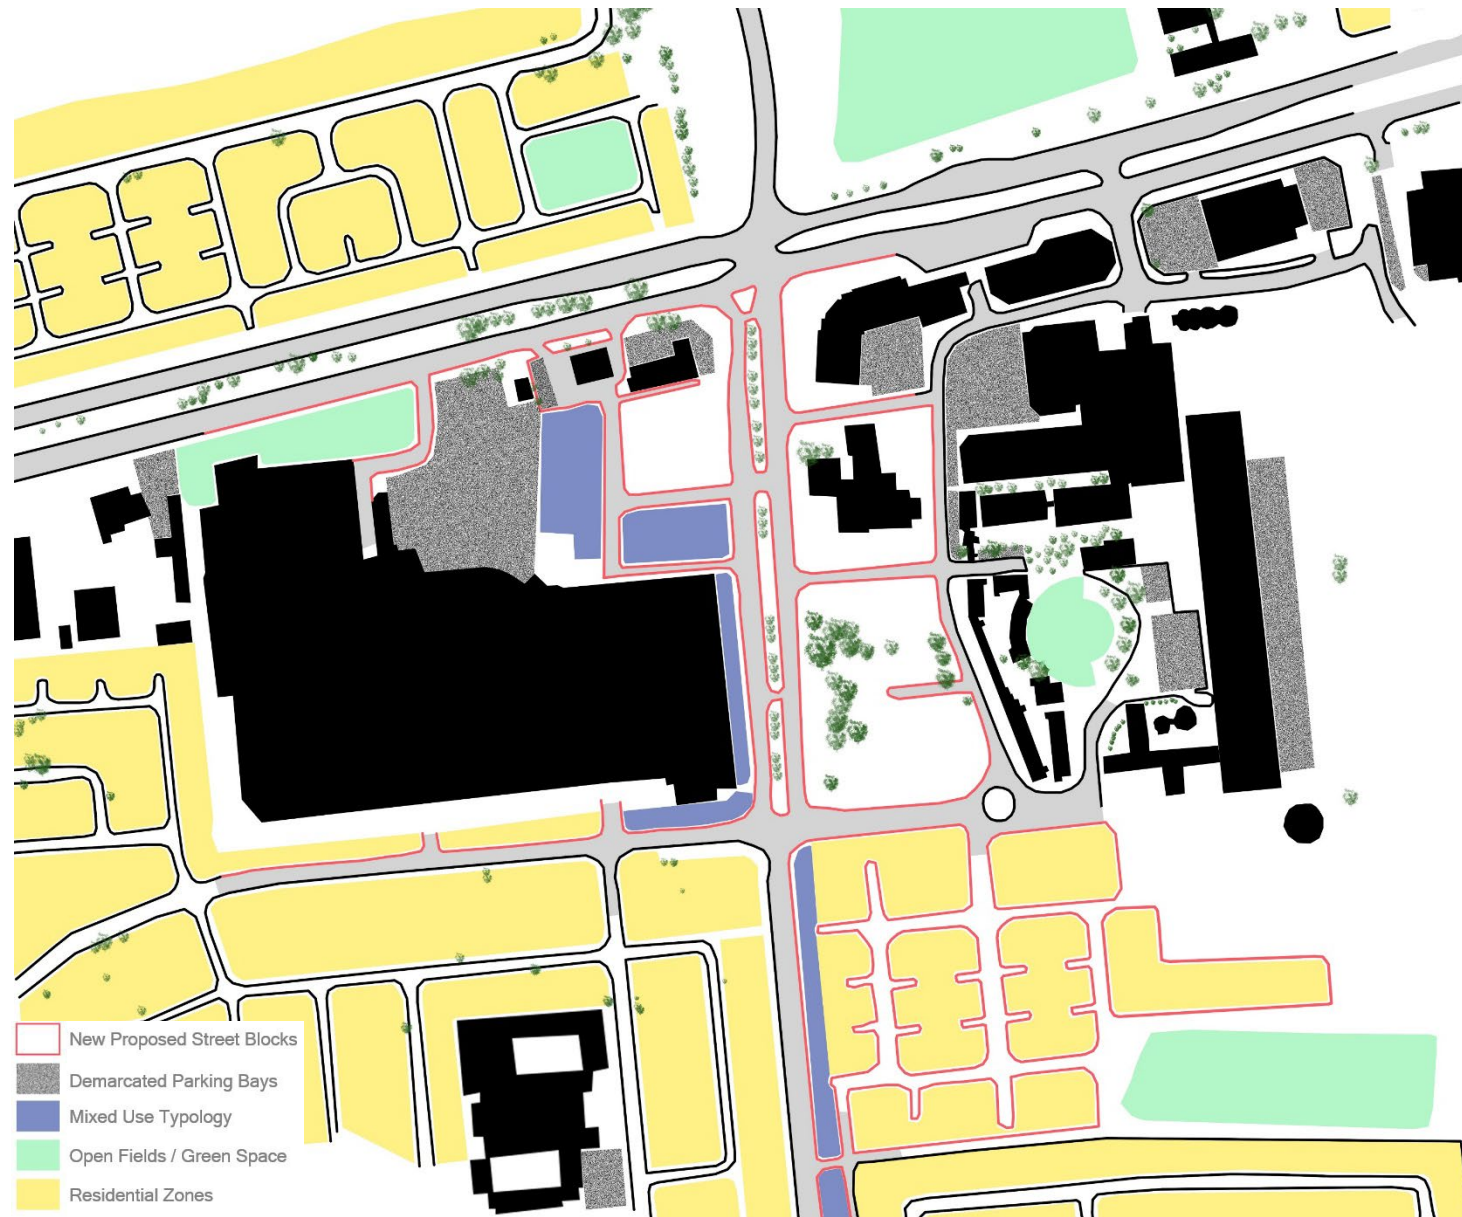 New Proposed Street Blocks
Demarcated Parking Bays
Mixed Use Typology
Open Fields / Green Space
Residential Zones